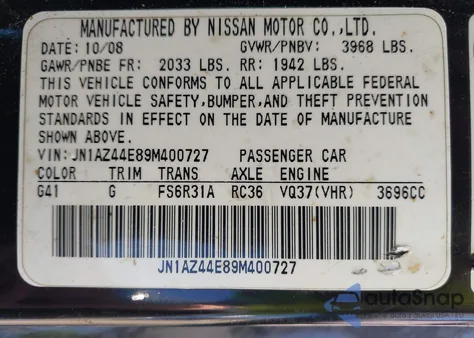 MANUFACTURED BY NISSAN MOTOR CO.,LTD.
DATE: 10/08 GVWR/PNBV: 3968 LBS.
GAWR/PNBE FR: 2033 LBS. RR: 1942 LBS.
THIS VEHICLE CONFORMS TO ALL APPLICABLE FEDERAL
MOTOR VEHICLE SAFETY,BUMPER,AND THEFT PREVENTION
STANDARDS IN EFFECT ON THE DATE OF MANUFACTURE
SHOWN ABOVE.
VIN: JN1AZ44E89M400727 PASSENGER CAR
COLOR TRIM TRANS AXLE ENGINE
G41 G FS6R31A RC36 VQ37(VHR) 3696CC
JN1AZ44E89M400727
autoSnap